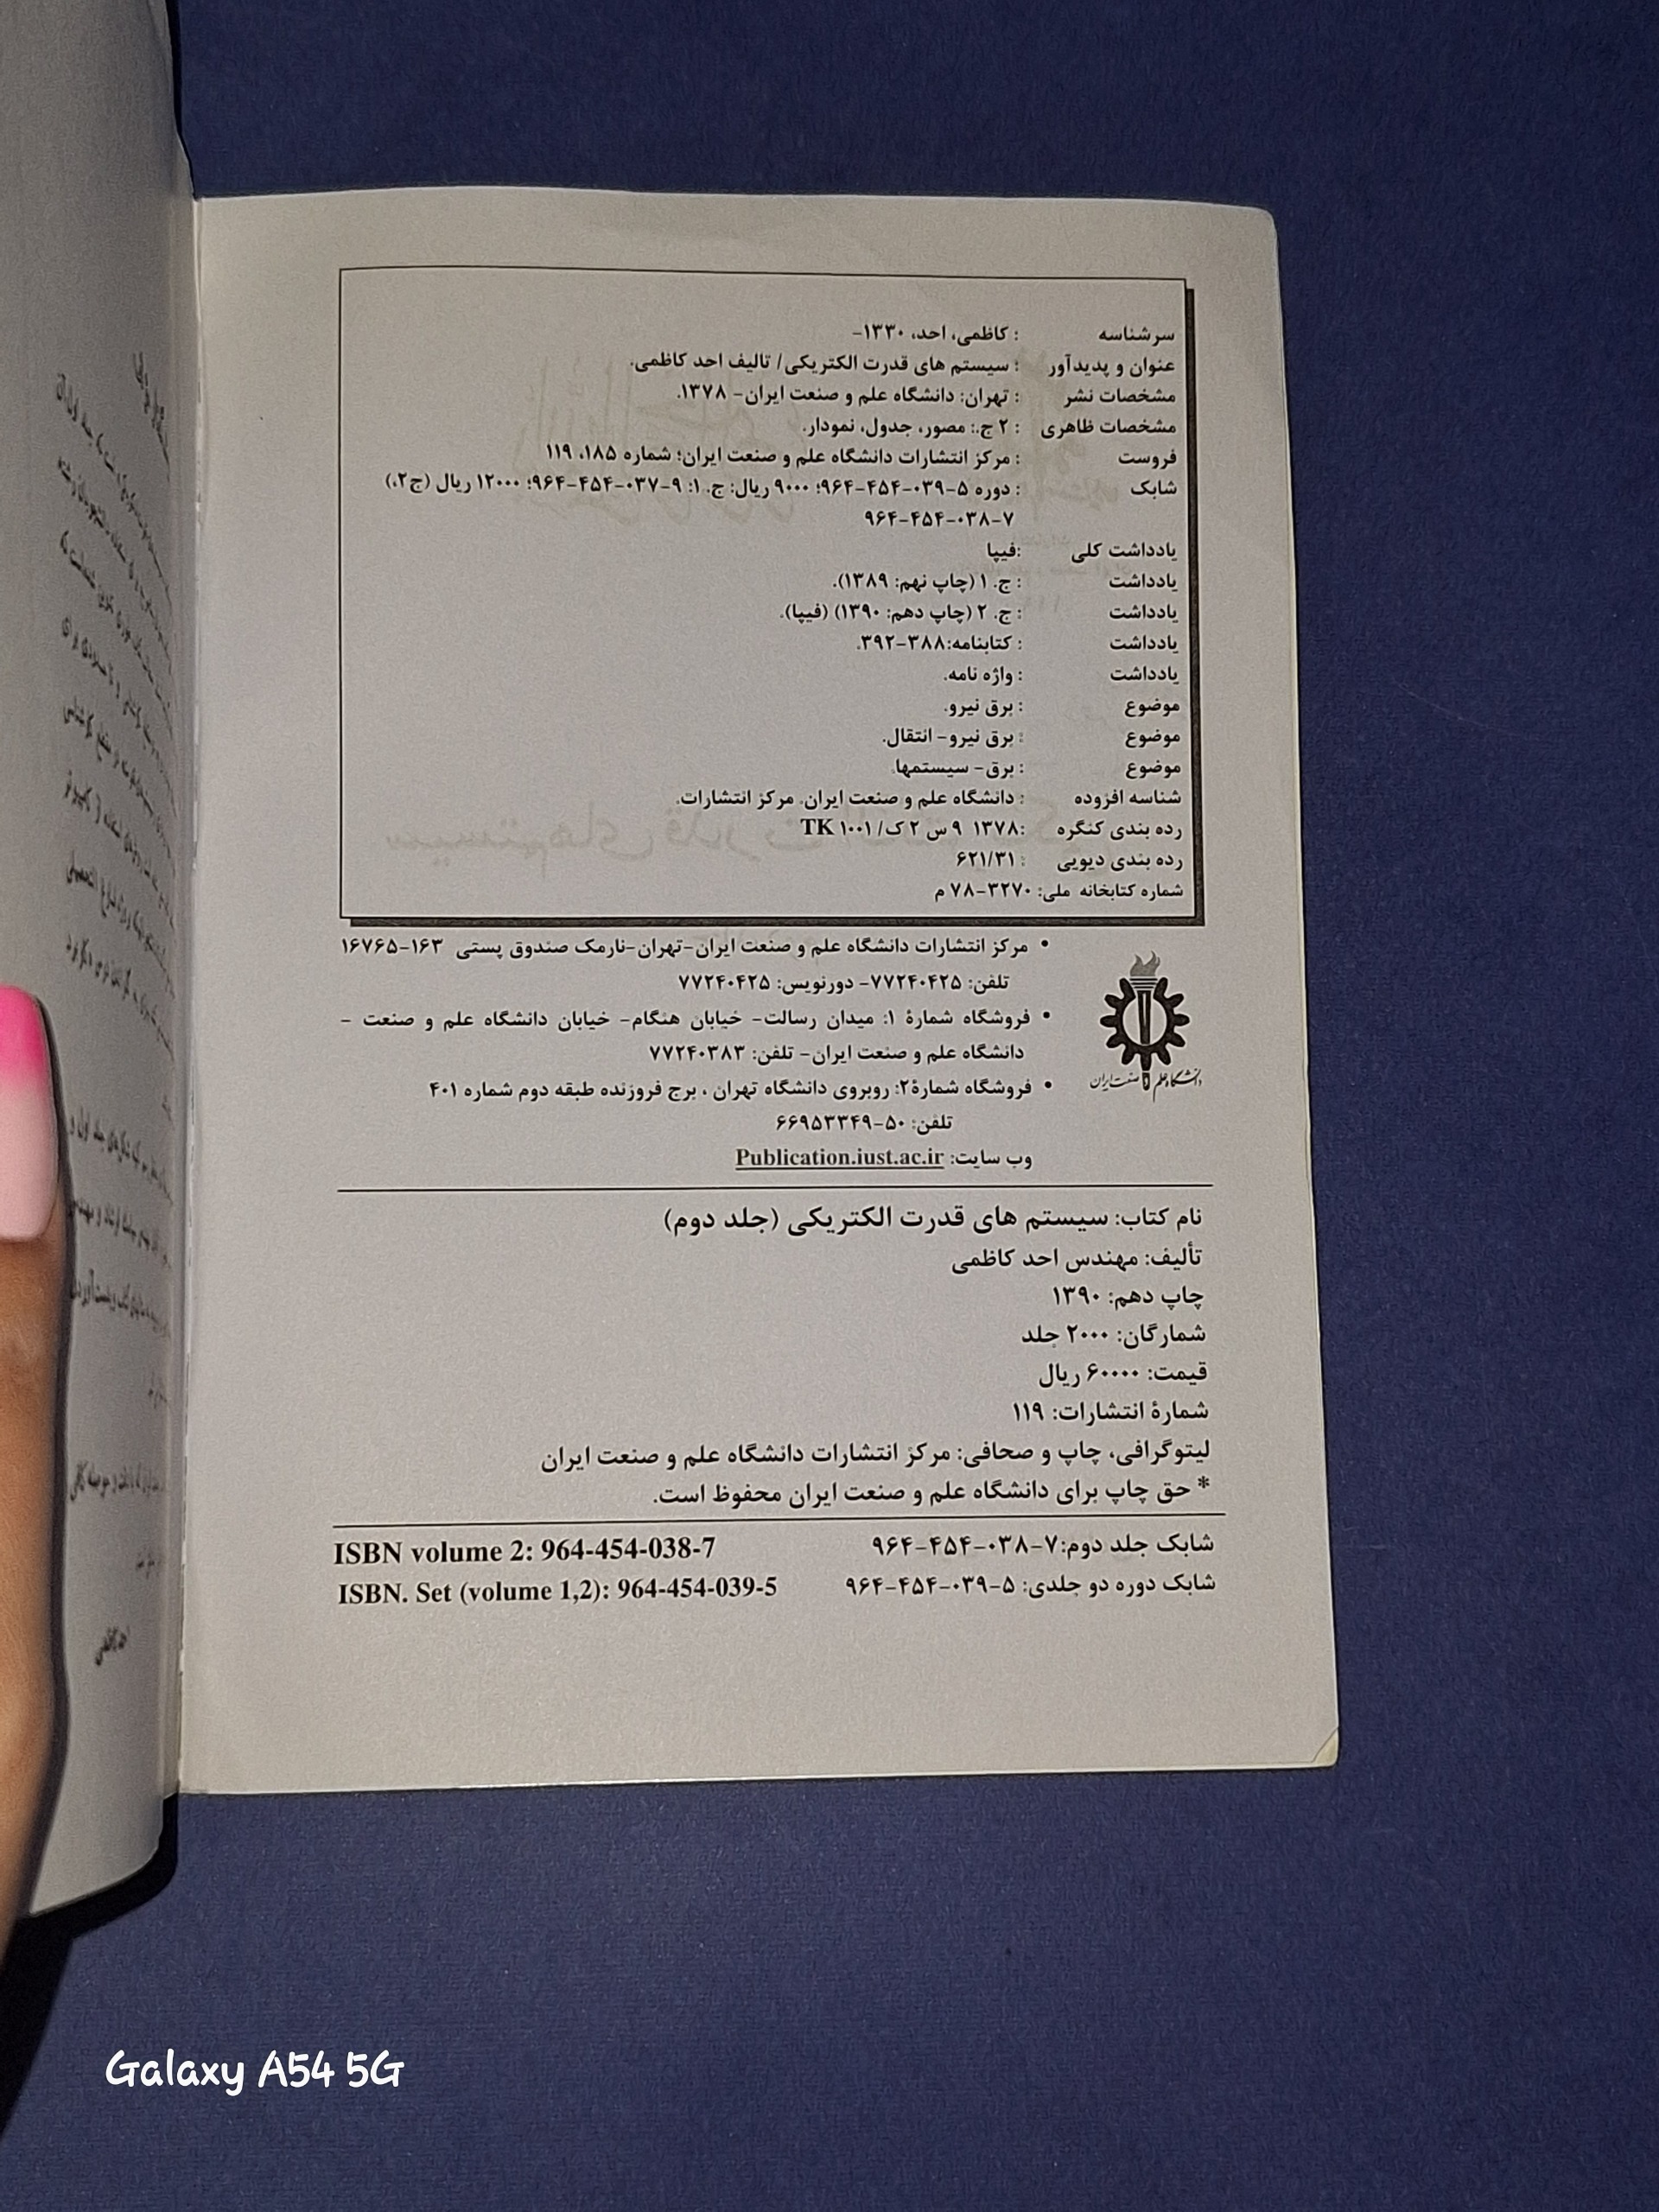 سرشناسه : کاظمی، احد، ۱۳۳۰-
عنوان و پدیدآور : سیستم های قدرت الکتریکی/ تالیف احد کاظمی.
مشخصات نشر : تهران: دانشگاه علم و صنعت ایران- ۱۳۷۸.
مشخصات ظاهری : ۲ ج.: مصور، جدول، نمودار.
فروست : مرکز انتشارات دانشگاه علم و صنعت ایران؛ شماره ۱۸۵، ۱۱۹
شابک : دوره ۵-۰۳۹-۴۵۴-۹۶۴؛ ۹۰۰۰ ریال: ج. ۱: ۹-۰۳۷-۴۵۴-۹۶۴؛ ۱۲۰۰۰ ریال (ج۲.)
۹۶۴-۴۵۴-۰۳۸-۷
یادداشت کلی :فیپا
یادداشت : ج. ۱ (چاپ نهم: ۱۳۸۹).
یادداشت : ج. ۲ (چاپ دهم: ۱۳۹۰) (فیپا).
یادداشت : کتابنامه:۳۸۸-۳۹۲.
یادداشت : واژه نامه.
موضوع : برق نیرو.
موضوع : برق نیرو- انتقال.
موضوع : برق- سیستمها.
شناسه افزوده : دانشگاه علم و صنعت ایران. مرکز انتشارات.
رده بندی کنگره :۱۳۷۸ ۹ س ۲ ک/ TK ۱۰۰۱
رده بندی دیویی : ۶۲۱/۳۱
شماره کتابخانه ملی: ۳۲۷۰-۷۸ م
• مرکز انتشارات دانشگاه علم و صنعت ایران-تهران-نارمک صندوق پستی ۱۶۳-۱۶۷۶۵
تلفن: ۷۷۲۴۰۴۲۵- دورنویس: ۷۷۲۴۰۴۲۵
• فروشگاه شمارۀ ۱: میدان رسالت- خیابان هنگام- خیابان دانشگاه علم و صنعت -
دانشگاه علم و صنعت ایران- تلفن: ۷۷۲۴۰۳۸۳
• فروشگاه شمارۀ۲: روبروی دانشگاه تهران ، برج فروزنده طبقه دوم شماره ۴۰۱
تلفن: ۵۰-۶۶۹۵۳۳۴۹
وب سایت: Publication.iust.ac.ir
دانشگاه علم و صنعت ایران
نام کتاب: سیستم های قدرت الکتریکی (جلد دوم)
تألیف: مهندس احد کاظمی
چاپ دهم: ۱۳۹۰
شمارگان: ۲۰۰۰ جلد
قیمت: ۶۰۰۰۰ ریال
شمارۀ انتشارات: ۱۱۹
لیتوگرافی، چاپ و صحافی: مرکز انتشارات دانشگاه علم و صنعت ایران
* حق چاپ برای دانشگاه علم و صنعت ایران محفوظ است.
شابک جلد دوم:۷-۰۳۸-۴۵۴-۹۶۴ ISBN volume 2: 964-454-038-7
شابک دوره دو جلدی: ۵-۰۳۹-۴۵۴-۹۶۴ ISBN. Set (volume 1,2): 964-454-039-5
Galaxy A54 5G